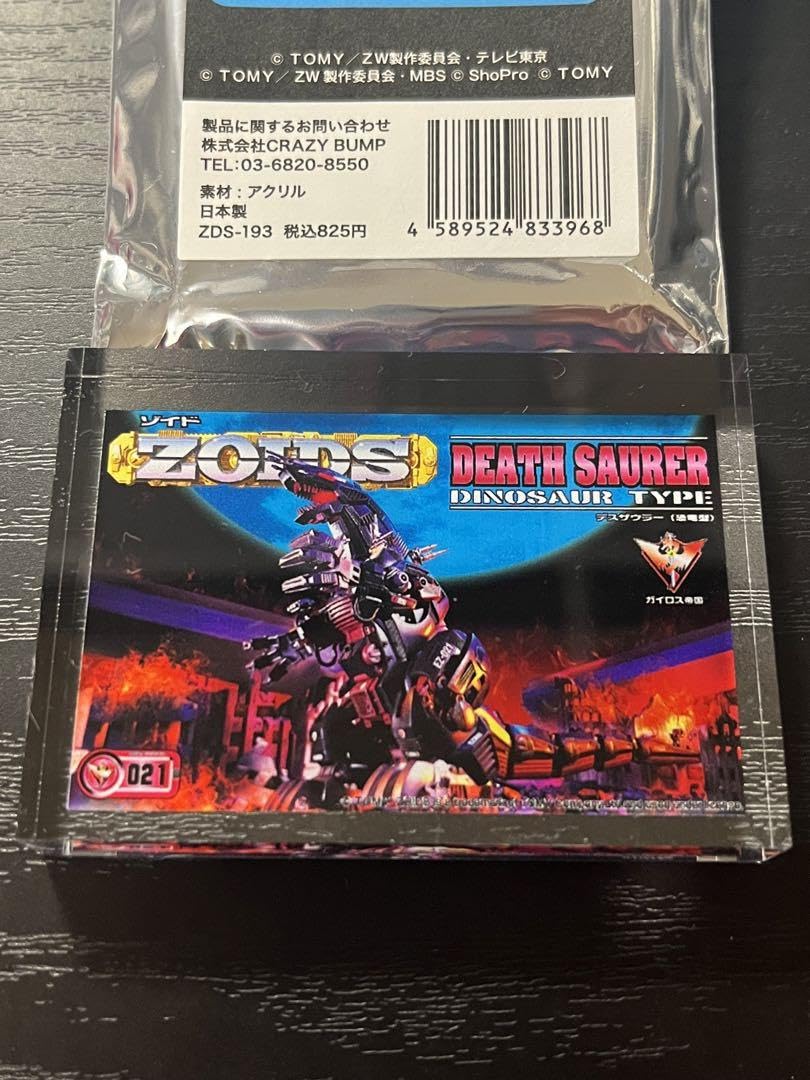 © TOMY／ZW製作委員会・テレビ東京
© TOMY／ZW製作委員会・MBS © ShoPro © TOMY
製品に関するお問い合わせ
株式会社CRAZY BUMP
TEL:03-6820-8550
素材：アクリル
日本製
ZDS-193 税込825円
4 589524 833968
ゾイド
ZOIDS
DEATH SAURER
DINOSAUR TYPE
デスザウラー（恐竜型）
ガイロス帝国
EZ-021
021